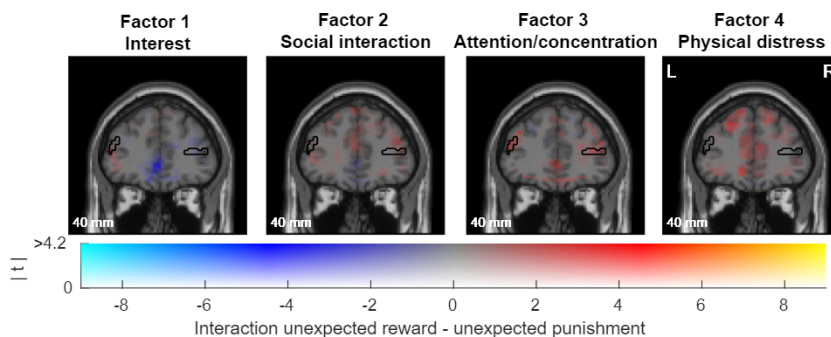 Factor 1
Interest
Factor 2
Social interaction
Factor 3
Attention/concentration
Factor 4
Physical distress
L
R
40 mm
40 mm
40 mm
40 mm
>4.2
| t |
0
-8
-6
-4
-2
0
2
4
6
8
Interaction unexpected reward - unexpected punishment